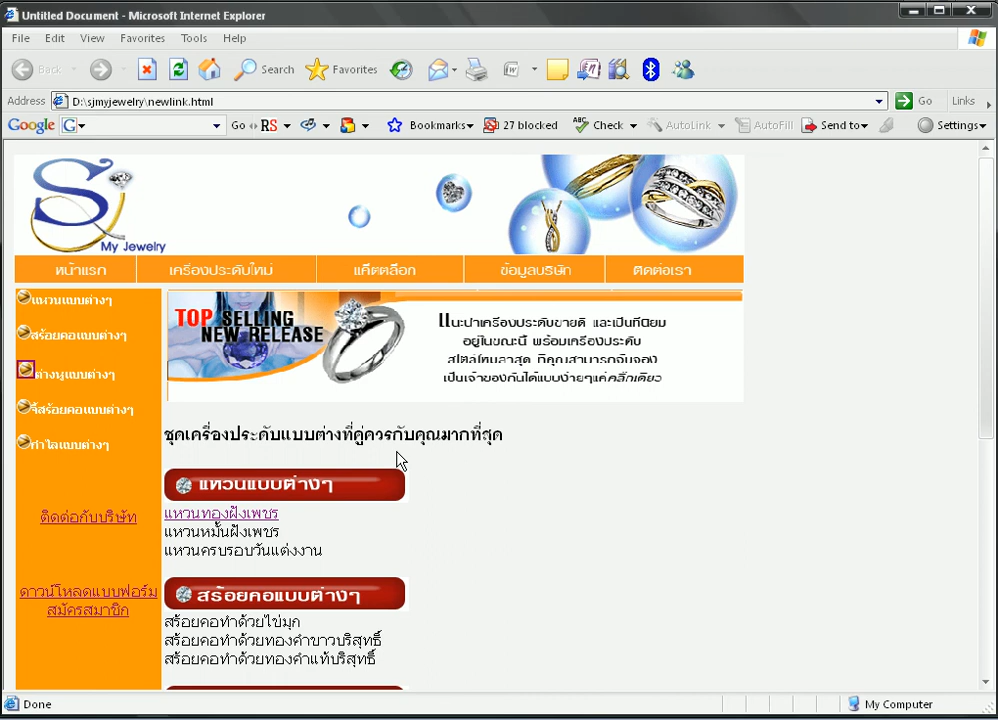 Untitled Document - Microsoft Internet Explorer
File Edit View Favorites Tools Help
Back Search Favorites
Address D:\sjmyjewelry\newlink.html Go Links
Google G Go RS Bookmarks 27 blocked Check AutoLink AutoFill Send to Settings
S My Jewelry
หน้าแรก เครื่องประดับใหม่ แค็ตตล็อก ข้อมูลบริษัท ติดต่อเรา
แหวนแบบต่างๆ
สร้อยคอแบบต่างๆ
ต่างหูแบบต่างๆ
จี้สร้อยคอแบบต่างๆ
กำไลแบบต่างๆ
ติดต่อกับบริษัท
ดาวน์โหลดแบบฟอร์ม
สมัครสมาชิก
TOP SELLING
NEW RELEASE
แนะนำเครื่องประดับขายดี และเป็นที่นิยม
อยู่ในขณะนี้ พร้อมเครื่องประดับ
สไตล์ใหม่ล่าสุด ที่คุณสามารถจับจอง
เป็นเจ้าของกันได้แบบง่ายๆแค่คลิ๊กเดียว
ชุดเครื่องประดับแบบต่างที่คู่ควรกับคุณมากที่สุด
แหวนแบบต่างๆ
แหวนทองฝังเพชร
แหวนหมั้นฝังเพชร
แหวนครบรอบวันแต่งงาน
สร้อยคอแบบต่างๆ
สร้อยคอทำด้วยไข่มุก
สร้อยคอทำด้วยทองคำขาวบริสุทธิ์
สร้อยคอทำด้วยทองคำแท้บริสุทธิ์
Done My Computer